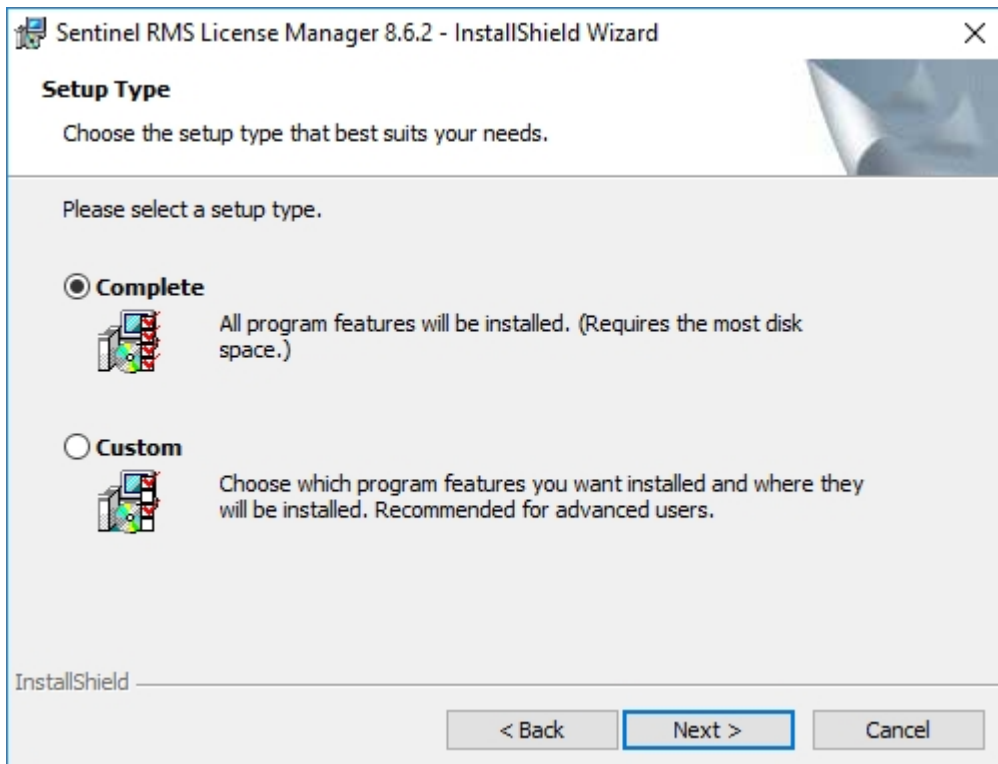 Sentinel RMS License Manager 8.6.2 - InstallShield Wizard
Setup Type
Choose the setup type that best suits your needs.
Please select a setup type.
Complete
All program features will be installed. (Requires the most disk
space.)
Custom
Choose which program features you want installed and where they
will be installed. Recommended for advanced users.
InstallShield
< Back
Next >
Cancel